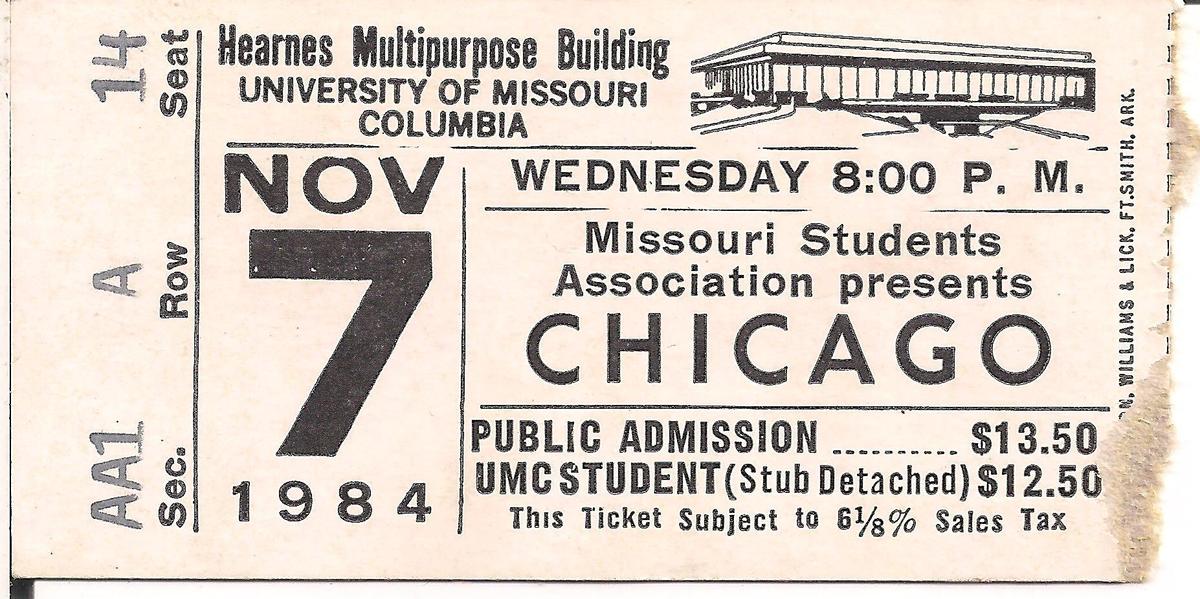 Hearnes Multipurpose Building
UNIVERSITY OF MISSOURI
COLUMBIA
NOV
7
1984
WEDNESDAY 8:00 P. M.
Missouri Students
Association presents
CHICAGO
PUBLIC ADMISSION .......... $13.50
UMC STUDENT (Stub Detached) $12.50
This Ticket Subject to 6⅛% Sales Tax
Sec. Row Seat
AA1 A 14
WILLIAMS & LICK, FT.SMITH, ARK.